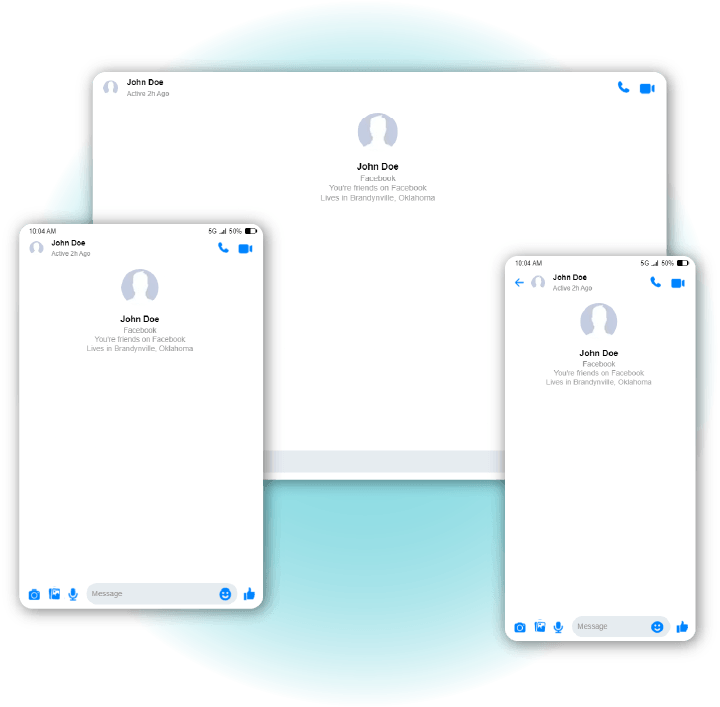 John Doe
Active 2h Ago
John Doe
Facebook
You're friends on Facebook
Lives in Brandynville, Oklahoma
10:04 AM
5G 50%
John Doe
Active 2h Ago
John Doe
Facebook
You're friends on Facebook
Lives in Brandynville, Oklahoma
Message
10:04 AM
5G 50%
John Doe
Active 2h Ago
John Doe
Facebook
You're friends on Facebook
Lives in Brandynville, Oklahoma
Message